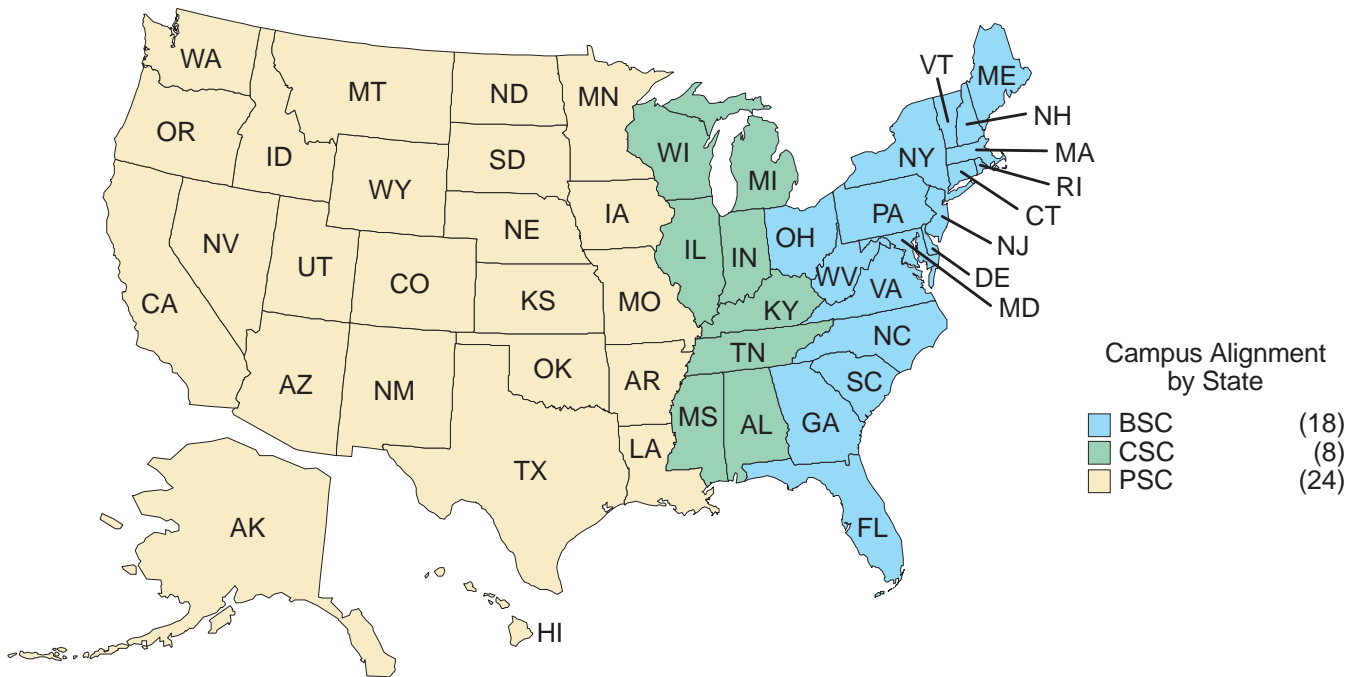 WA
MT
ND
MN
VT
ME
OR
ID
SD
WI
NH
WY
MI
NY
MA
RI
IA
NE
PA
CT
NV
UT
CO
IL
IN
OH
NJ
CA
KS
MO
WV
VA
DE
KY
MD
AZ
NM
OK
AR
TN
NC
SC
MS
AL
GA
LA
TX
FL
AK
HI
Campus Alignment
by State
BSC (18)
CSC (8)
PSC (24)